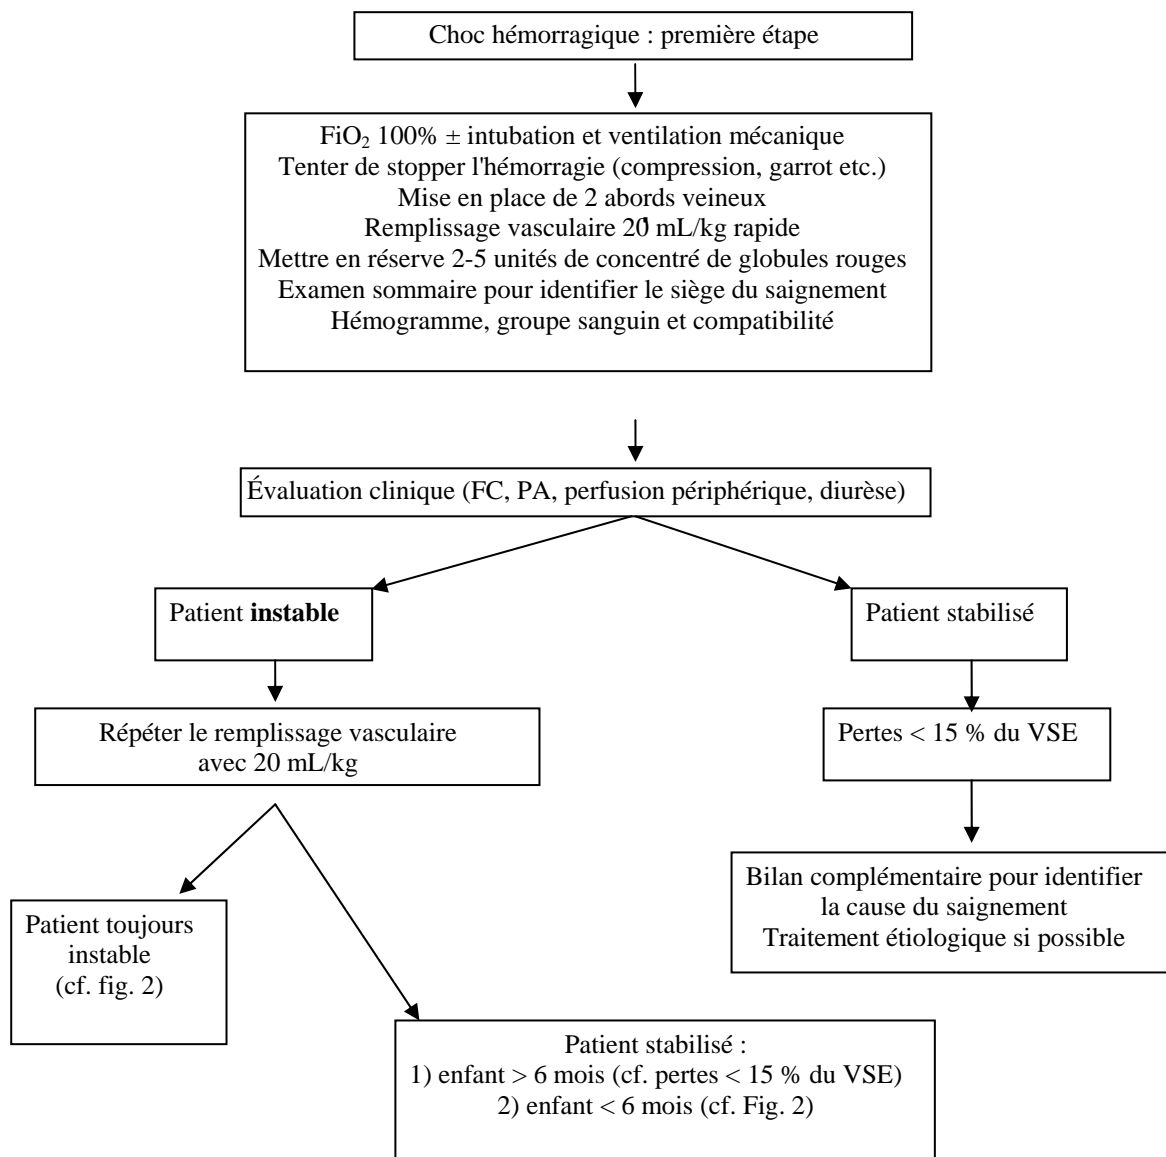 Choc hémorragique : première étape
FiO₂ 100% ± intubation et ventilation mécanique
Tenter de stopper l'hémorragie (compression, garrot etc.)
Mise en place de 2 abords veineux
Remplissage vasculaire 20 mL/kg rapide
Mettre en réserve 2-5 unités de concentré de globules rouges
Examen sommaire pour identifier le siège du saignement
Hémogramme, groupe sanguin et compatibilité
Évaluation clinique (FC, PA, perfusion périphérique, diurèse)
Patient instable
Patient stabilisé
Répéter le remplissage vasculaire
avec 20 mL/kg
Pertes < 15 % du VSE
Bilan complémentaire pour identifier
la cause du saignement
Traitement étiologique si possible
Patient toujours
instable
(cf. fig. 2)
Patient stabilisé :
1) enfant > 6 mois (cf. pertes < 15 % du VSE)
2) enfant < 6 mois (cf. Fig. 2)